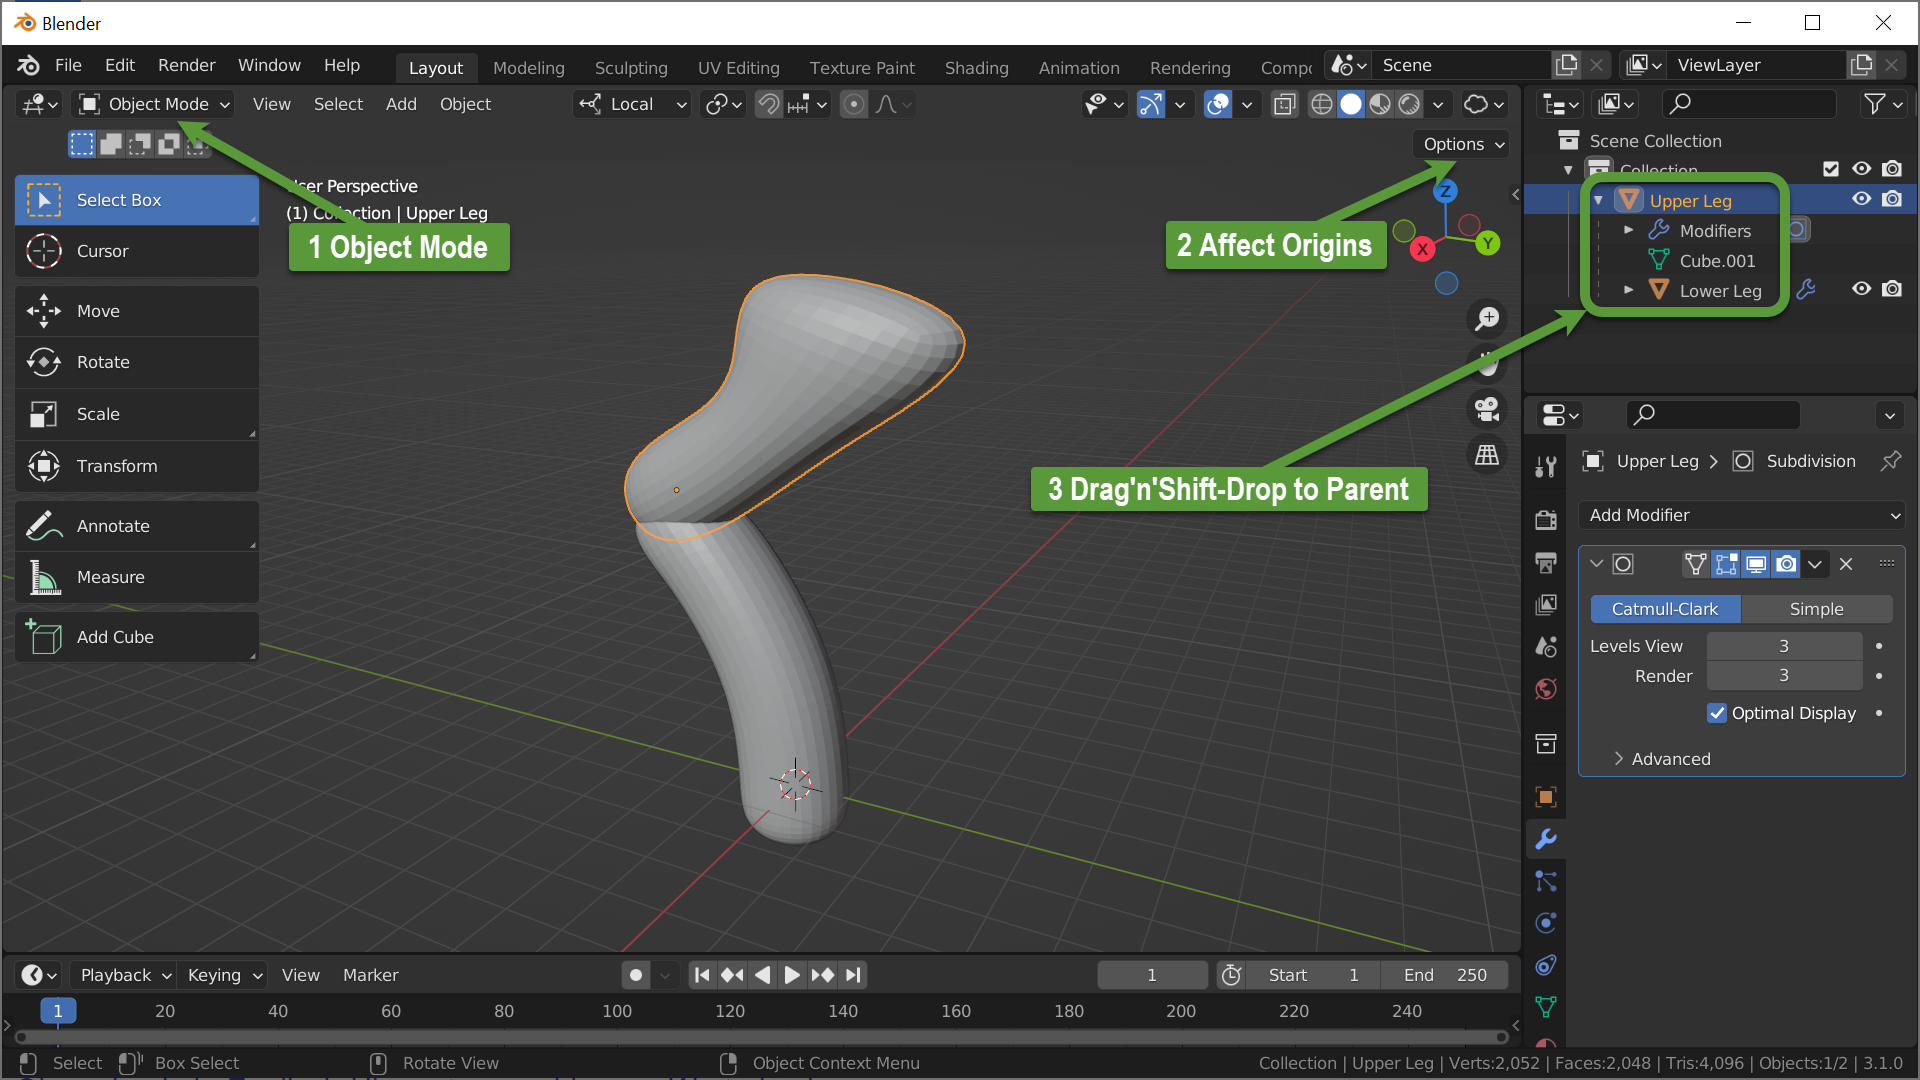 Blender
File Edit Render Window Help Layout Modeling Sculpting UV Editing Texture Paint Shading Animation Rendering Compo Scene ViewLayer
Object Mode View Select Add Object Local
Options
Select Box
Cursor
Move
Rotate
Scale
Transform
Annotate
Measure
Add Cube
User Perspective
(1) Collection | Upper Leg
1 Object Mode
2 Affect Origins
3 Drag'n'Shift-Drop to Parent
Z
Y
X
Scene Collection
Collection
Upper Leg
Modifiers
Cube.001
Lower Leg
Upper Leg Subdivision
Add Modifier
Catmull-Clark Simple
Levels View 3
Render 3
Optimal Display
Advanced
Playback Keying View Marker 1 Start 1 End 250
1 20 40 60 80 100 120 140 160 180 200 220 240
Select Box Select Rotate View Object Context Menu Collection | Upper Leg | Verts:2,052 | Faces:2,048 | Tris:4,096 | Objects:1/2 | 3.1.0